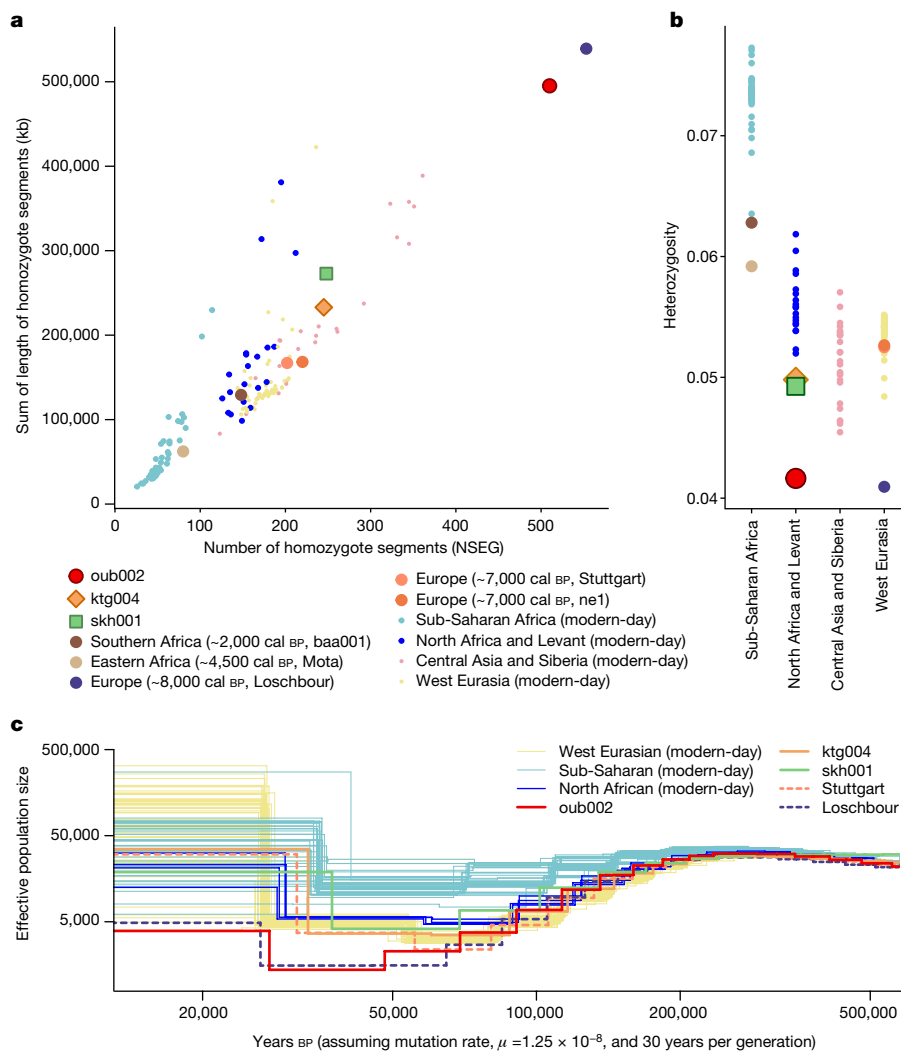 a
Sum of length of homozygote segments (kb)
500,000
400,000
300,000
200,000
100,000
0
0 100 200 300 400 500
Number of homozygote segments (NSEG)
oub002
ktg004
skh001
Southern Africa (~2,000 cal BP, baa001)
Eastern Africa (~4,500 cal BP, Mota)
Europe (~8,000 cal BP, Loschbour)
Europe (~7,000 cal BP, Stuttgart)
Europe (~7,000 cal BP, ne1)
Sub-Saharan Africa (modern-day)
North Africa and Levant (modern-day)
Central Asia and Siberia (modern-day)
West Eurasia (modern-day)
b
Heterozygosity
0.07
0.06
0.05
0.04
Sub-Saharan Africa
North Africa and Levant
Central Asia and Siberia
West Eurasia
c
Effective population size
500,000
50,000
5,000
West Eurasian (modern-day)
Sub-Saharan (modern-day)
North African (modern-day)
oub002
ktg004
skh001
Stuttgart
Loschbour
20,000 50,000 100,000 200,000 500,000
Years BP (assuming mutation rate, μ =1.25 × 10⁻⁸, and 30 years per generation)